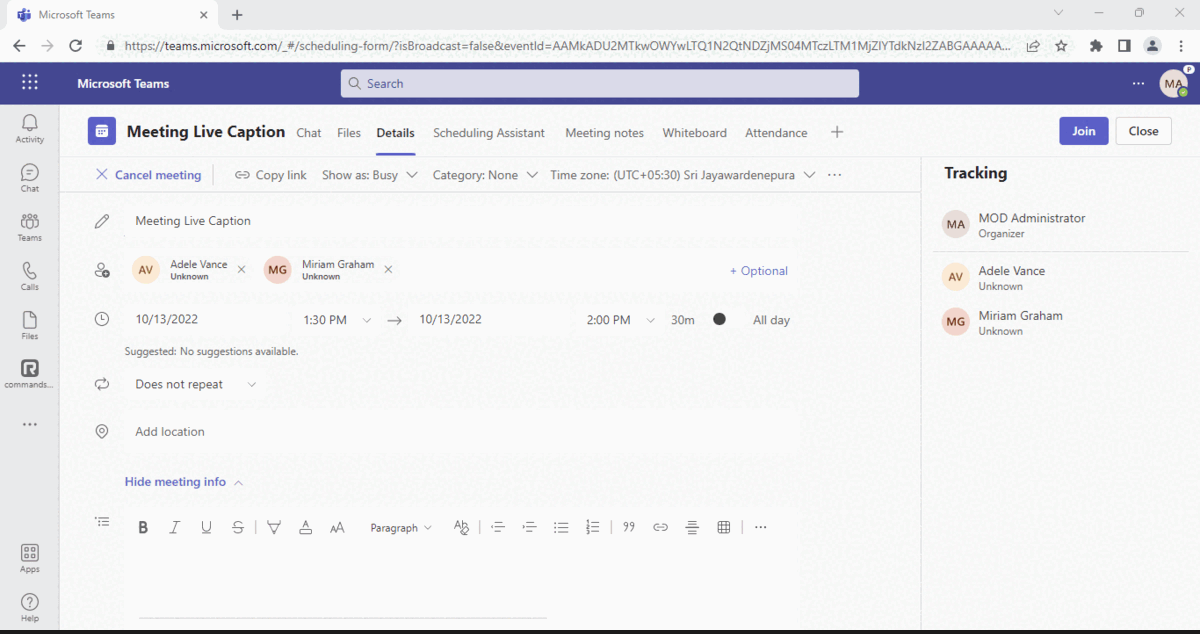 Microsoft Teams
https://teams.microsoft.com/_#/scheduling-form/?isBroadcast=false&eventId=AAMkADU2MTkwOWYwLTQ1N2QtNDZjMS04MTczLTM1MjZlYTdkNzI2ZABGAAAAA...
Microsoft Teams
Search
P
MA
Activity
Chat
Teams
Calls
Files
commands...
Apps
Help
Meeting Live Caption
Chat Files Details Scheduling Assistant Meeting notes Whiteboard Attendance
Join Close
Cancel meeting Copy link Show as: Busy Category: None Time zone: (UTC+05:30) Sri Jayawardenepura ...
Meeting Live Caption
AV Adele Vance
Unknown
MG Miriam Graham
Unknown
+ Optional
10/13/2022 1:30 PM → 10/13/2022 2:00 PM 30m All day
Suggested: No suggestions available.
Does not repeat
Add location
Hide meeting info
B I U S A AA Paragraph Ab ...
Tracking
MA MOD Administrator
Organizer
AV Adele Vance
Unknown
MG Miriam Graham
Unknown